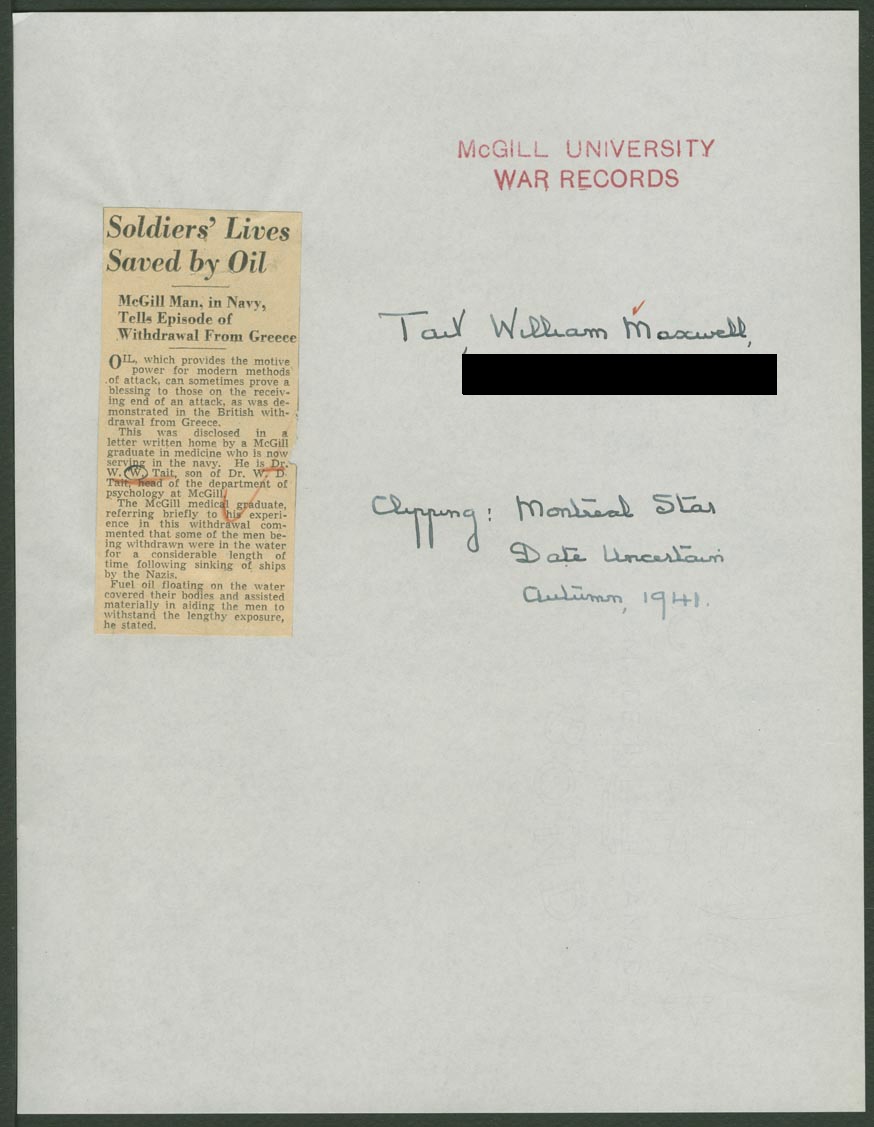 McGILL UNIVERSITY
WAR RECORDS
Soldiers' Lives
Saved by Oil
McGill Man, in Navy,
Tells Episode of
Withdrawal From Greece
OIL, which provides the motive
power for modern methods
of attack, can sometimes prove a
blessing to those on the receiv-
ing end of an attack, as was de-
monstrated in the British with-
drawal from Greece.
This was disclosed in a
letter written home by a McGill
graduate in medicine who is now
serving in the navy. He is Dr.
W. W. Tait, son of Dr. W. D.
Tait, head of the department of
psychology at McGill.
The McGill medical graduate,
referring briefly to his experi-
ence in this withdrawal com-
mented that some of the men be-
ing withdrawn were in the water
for a considerable length of
time following sinking of ships
by the Nazis.
Fuel oil floating on the water
covered their bodies and assisted
materially in aiding the men to
withstand the lengthy exposure,
he stated.
Tait, William Maxwell,
Clipping: Montreal Star
Date Uncertain
Autumn, 1941.